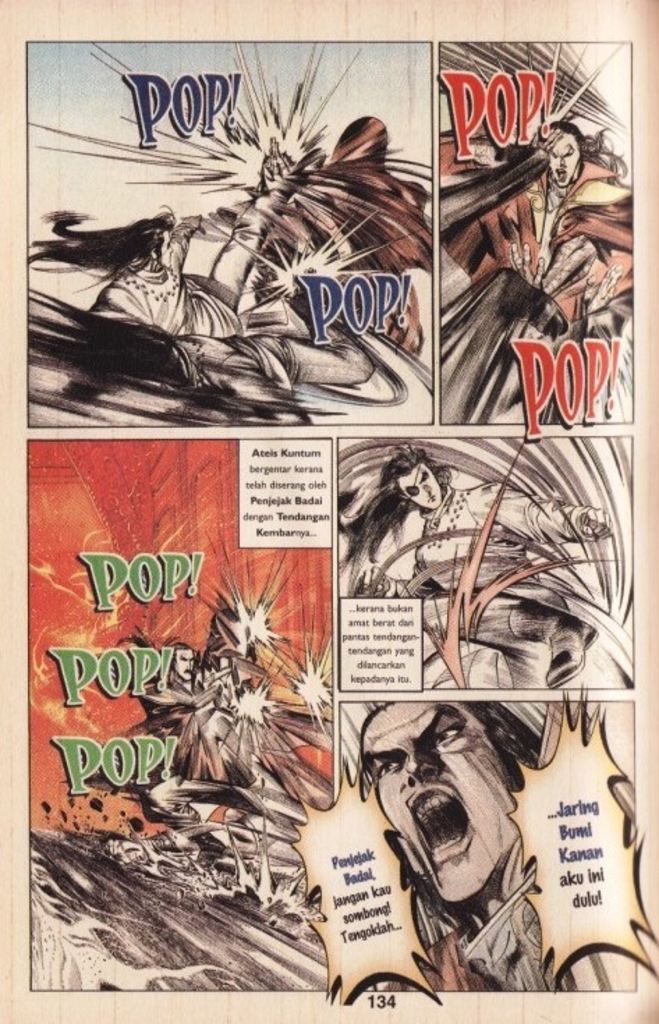 POP!
POP!
POP!
POP!
Ateis Kuntum
bergentar kerana
telah diserang oleh
Penjejak Badai
dengan Tendangan
Kembarnya...
POP!
POP!
POP!
...kerana bukan
amat berat dari
pantas tendangan-
tendangan yang
dilancarkan
kepadanya itu.
Penjejak
Badai,
jangan kau
sombong!
Tengoklah...
...Jaring
Bumi
Kanan
aku ini
dulu!
134